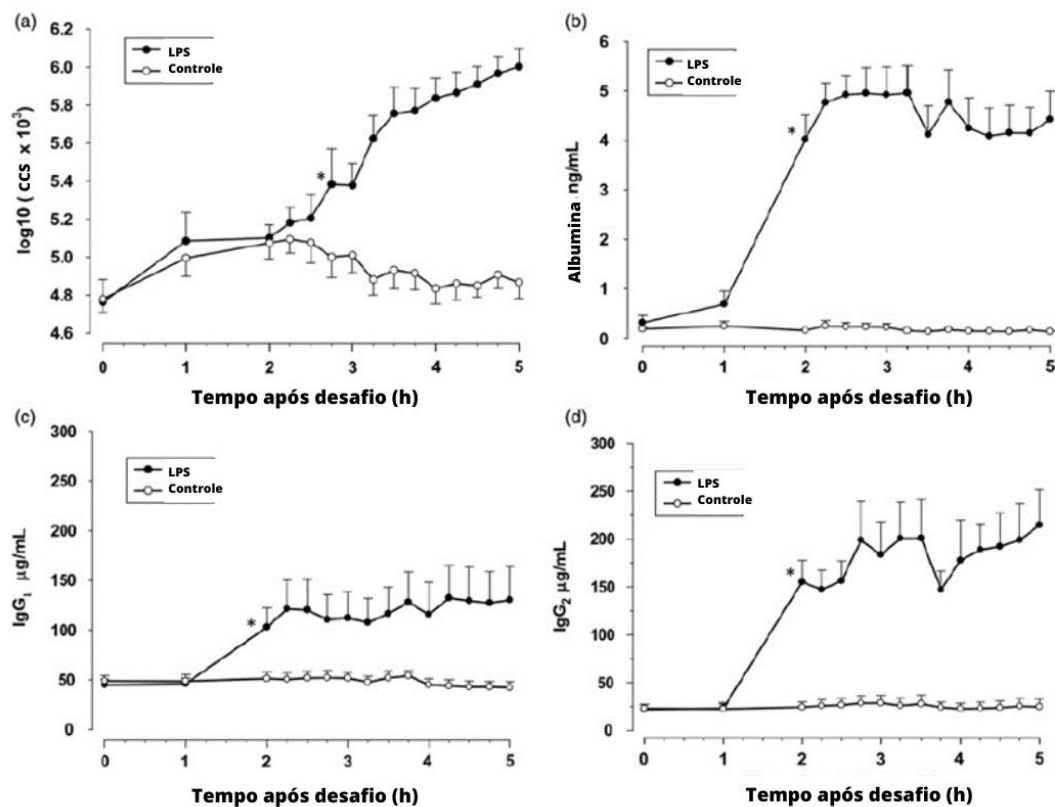 (a)
log10 ( ccs x 10³)
6.2
6.0
5.8
5.6
5.4
5.2
5.0
4.8
4.6
LPS
Controle
*
0 1 2 3 4 5
Tempo após desafio (h)
(b)
Albumina ng/mL
6
5
4
3
2
1
0
LPS
Controle
*
0 1 2 3 4 5
Tempo após desafio (h)
(c)
IgG₁ µg/mL
300
250
200
150
100
50
0
LPS
Controle
*
0 1 2 3 4 5
Tempo após desafio (h)
(d)
IgG₂ µg/mL
300
250
200
150
100
50
25
0
LPS
Controle
*
0 1 2 3 4 5
Tempo após desafio (h)